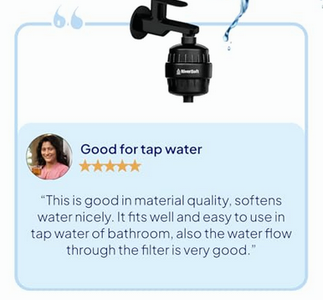 RiverSoft
Good for tap water
"This is good in material quality, softens
water nicely. It fits well and easy to use in
tap water of bathroom, also the water flow
through the filter is very good."